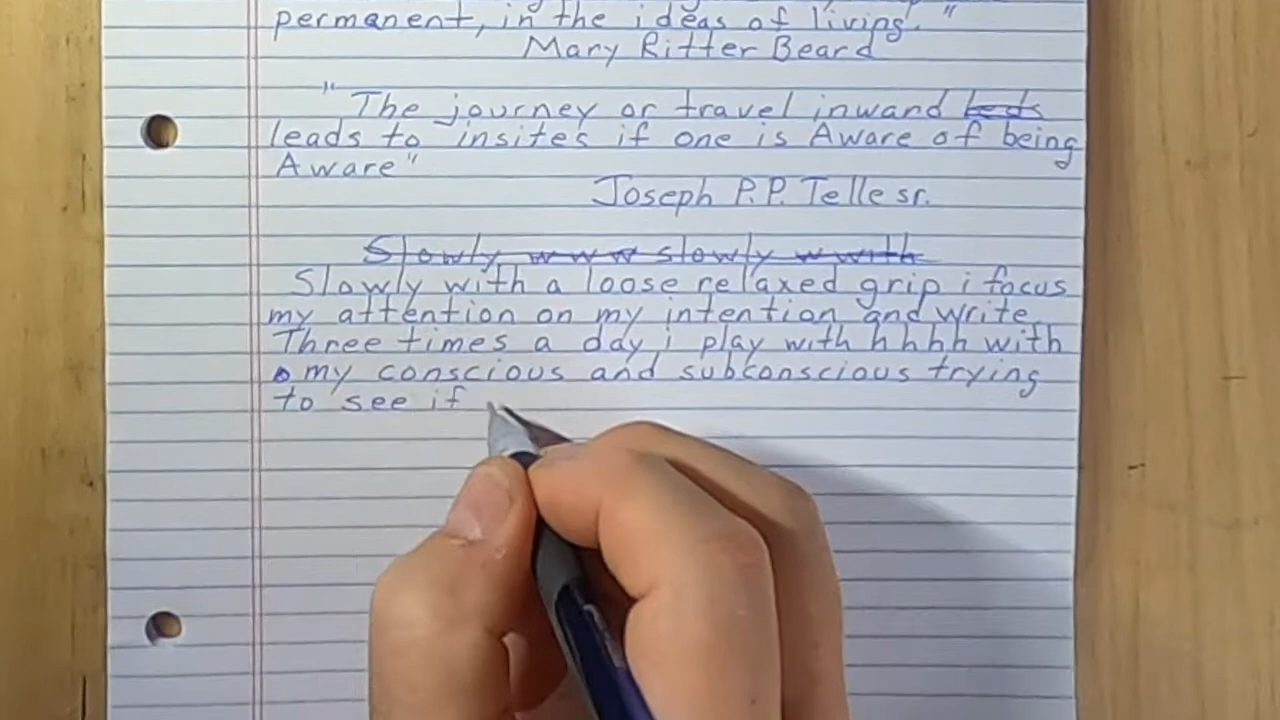 permanent, in the ideas of living."
Mary Ritter Beard
"The journey or travel inward leds
leads to insites if one is Aware of being
Aware"
Joseph P.P. Telle sr.
Slowly w w w slowly w with
Slowly with a loose relaxed grip i focus
my attention on my intention and write.
Three times a day i play with h h h h with
my conscious and subconscious trying
to see if